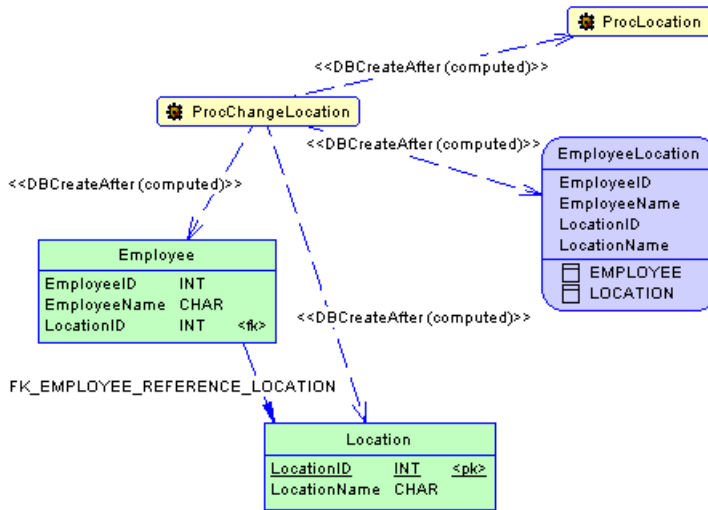 ProcLocation
<<DBCreateAfter (computed)>>
ProcChangeLocation
<<DBCreateAfter (computed)>>
EmployeeLocation
EmployeeID
EmployeeName
LocationID
LocationName
EMPLOYEE
LOCATION
<<DBCreateAfter (computed)>>
Employee
EmployeeID INT
EmployeeName CHAR
LocationID INT <fk>
<<DBCreateAfter (computed)>>
FK_EMPLOYEE_REFERENCE_LOCATION
Location
LocationID INT <pk>
LocationName CHAR